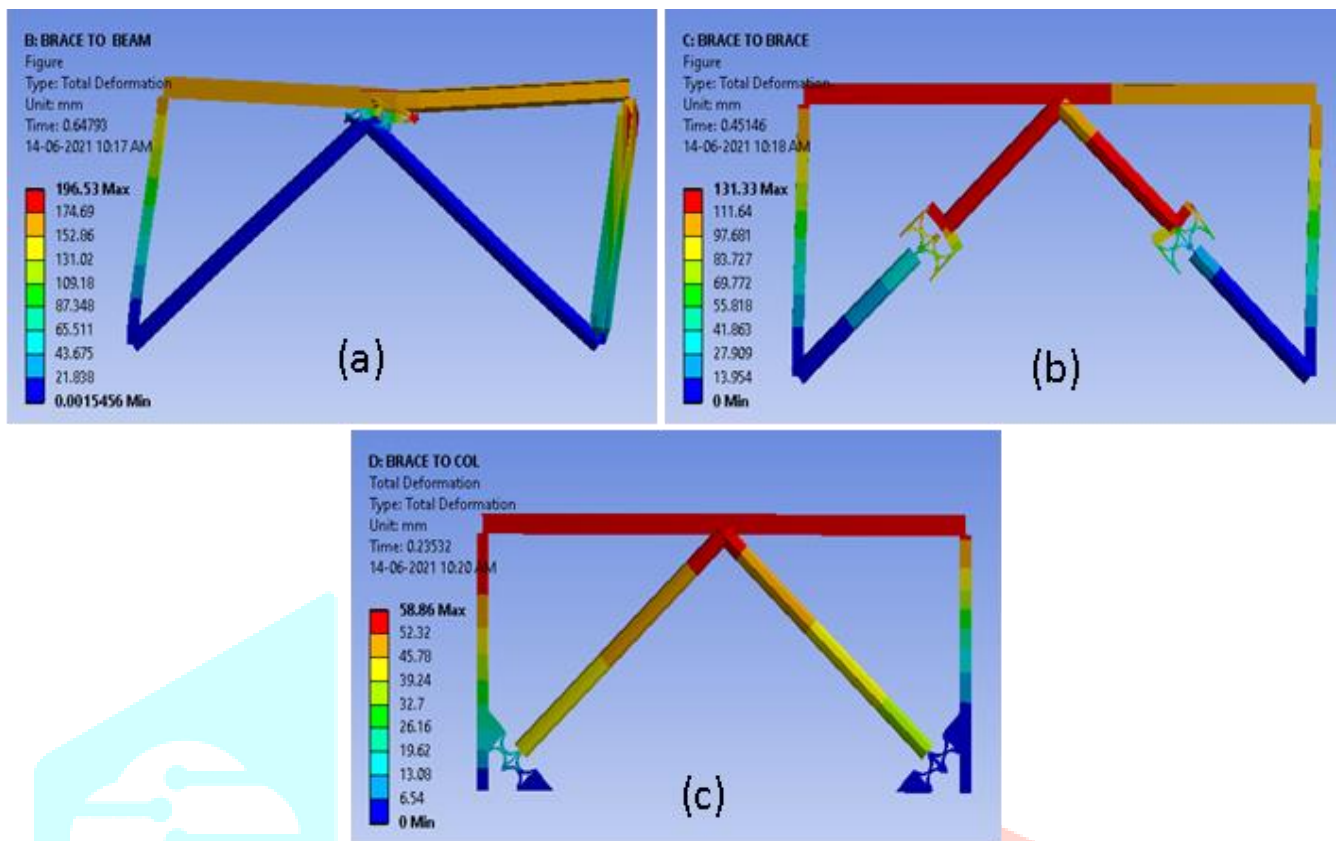 B: BRACE TO BEAM
Figure
Type: Total Deformation
Unit: mm
Time: 0.64793
14-06-2021 10:17 AM
196.53 Max
174.69
152.86
131.02
109.18
87.348
65.511
43.675
21.838
0.0015456 Min
(a)
C: BRACE TO BRACE
Figure
Type: Total Deformation
Unit: mm
Time: 0.45146
14-06-2021 10:18 AM
131.33 Max
111.64
97.681
83.727
69.772
55.818
41.863
27.909
13.954
0 Min
(b)
D: BRACE TO COL
Total Deformation
Type: Total Deformation
Unit: mm
Time: 0.23532
14-06-2021 10:20 AM
58.86 Max
52.32
45.78
39.24
32.7
26.16
19.62
13.08
6.54
0 Min
(c)